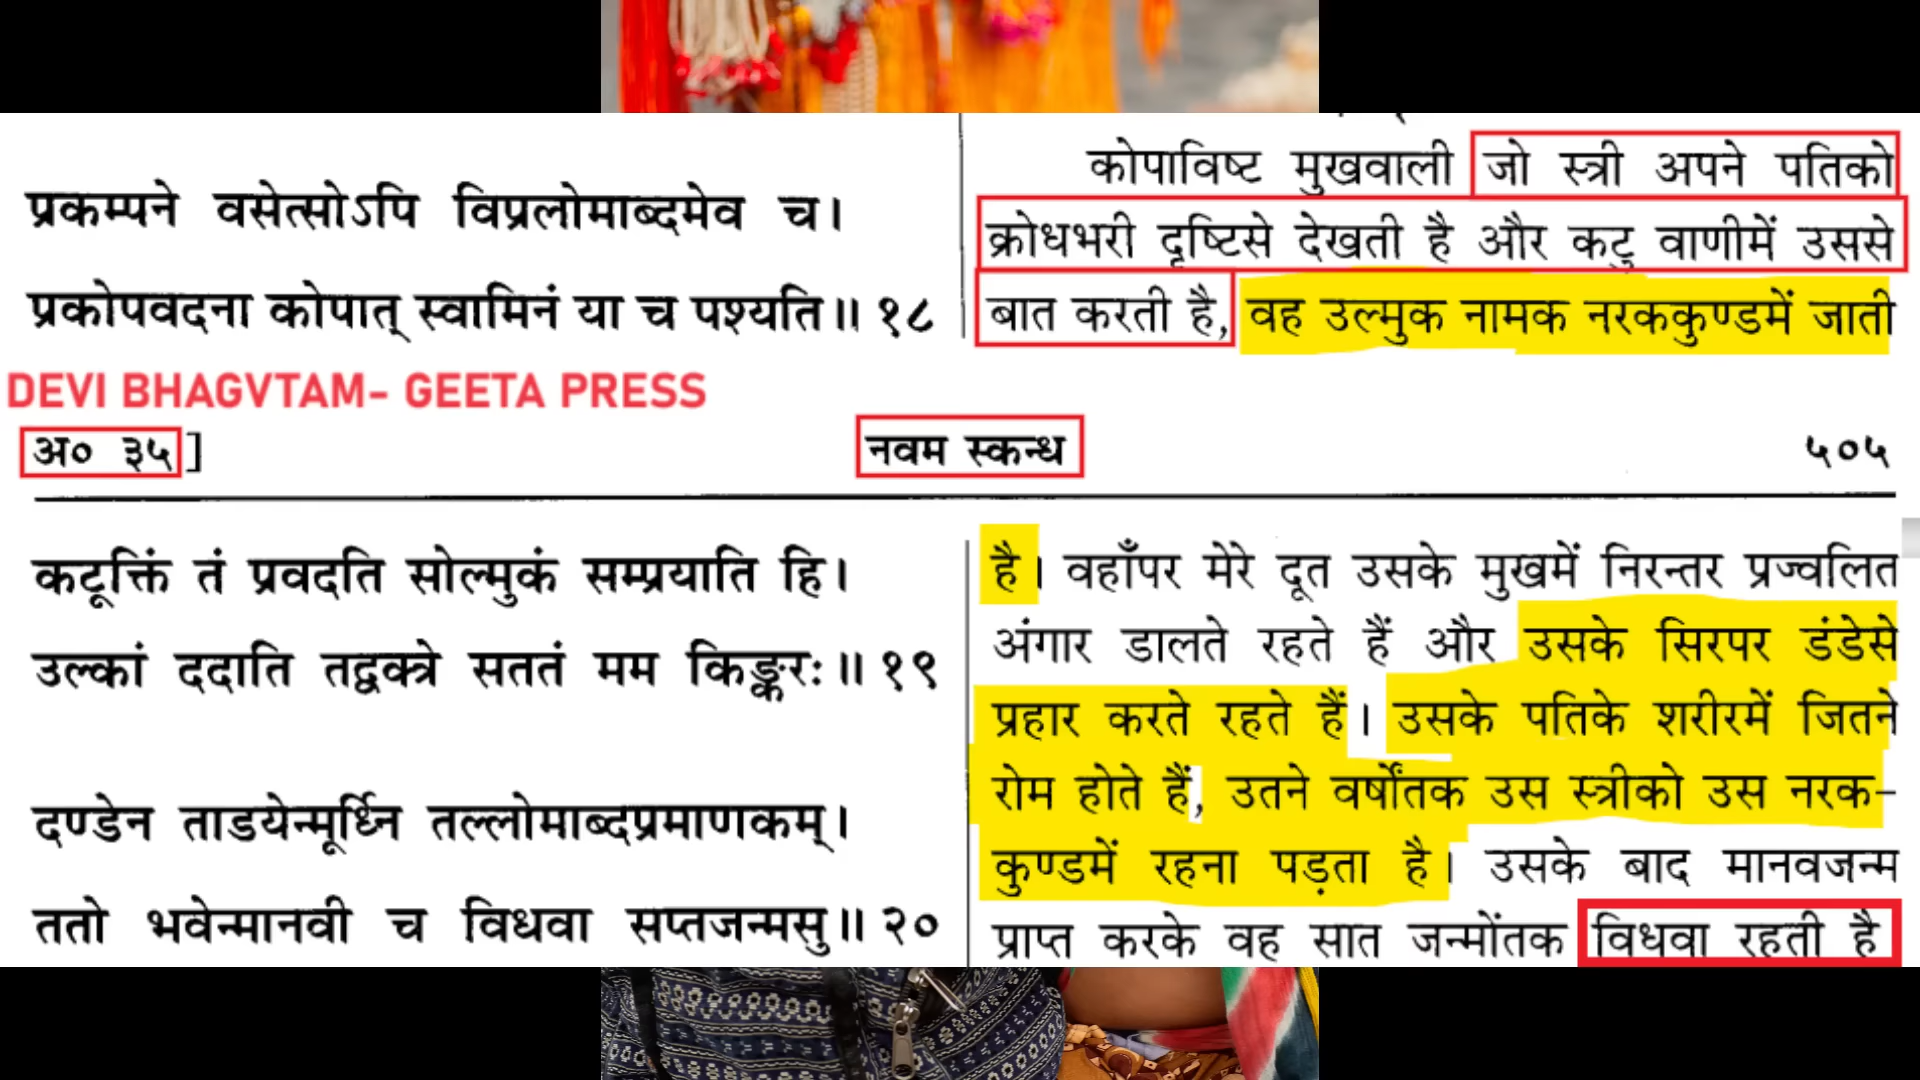 प्रकम्पने वसेत्सोऽपि विप्रलोमाब्दमेव च।
प्रकोपवदना कोपात् स्वामिनं या च पश्यति॥ १८
कोपाविष्ट मुखवाली जो स्त्री अपने पतिको
क्रोधभरी दृष्टिसे देखती है और कटु वाणीमें उससे
बात करती है, वह उल्मुक नामक नरककुण्डमें जाती
DEVI BHAGVTAM- GEETA PRESS
अ० ३५ ] नवम स्कन्ध ५०५
कटूक्तिं तं प्रवदति सोल्मुकं सम्प्रयाति हि।
उल्कां ददाति तद्वक्त्रे सततं मम किङ्करः॥ १९
दण्डेन ताडयेन्मूर्ध्नि तल्लोमाब्दप्रमाणकम्।
ततो भवेन्मानवी च विधवा सप्तजन्मसु॥ २०
है। वहाँपर मेरे दूत उसके मुखमें निरन्तर प्रज्वलित
अंगार डालते रहते हैं और उसके सिरपर डंडेसे
प्रहार करते रहते हैं। उसके पतिके शरीरमें जितने
रोम होते हैं, उतने वर्षोंतक उस स्त्रीको उस नरक-
कुण्डमें रहना पड़ता है। उसके बाद मानवजन्म
प्राप्त करके वह सात जन्मोंतक विधवा रहती है